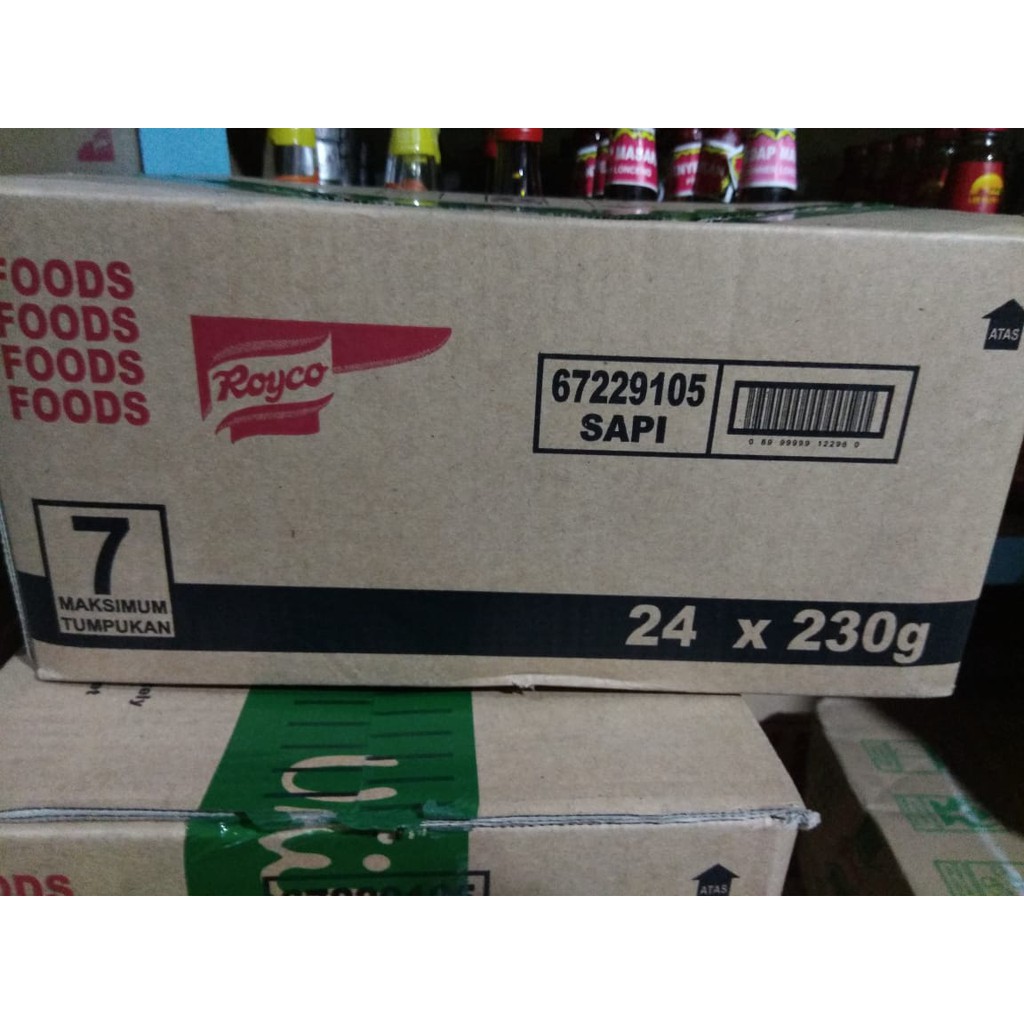 MASAK
FOODS
FOODS
FOODS
FOODS
Royco
67229105
SAPI
0 89 99999 12296 0
ATAS
7
MAKSIMUM
TUMPUKAN
24 x 230g
ATAS